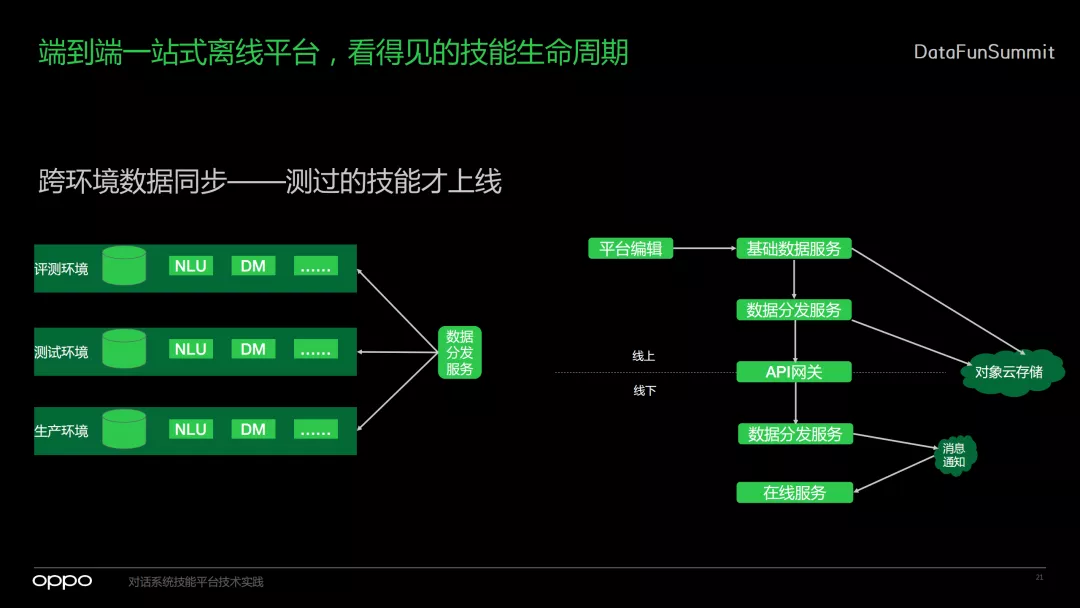 端到端一站式离线平台，看得见的技能生命周期
DataFunSummit
跨环境数据同步——测过的技能才上线
评测环境
NLU
DM
......
测试环境
NLU
DM
......
生产环境
NLU
DM
......
数据
分发
服务
平台编辑
基础数据服务
数据分发服务
线上
API网关
线下
对象云存储
数据分发服务
消息
通知
在线服务
oppo
对话系统技能平台技术实践
21